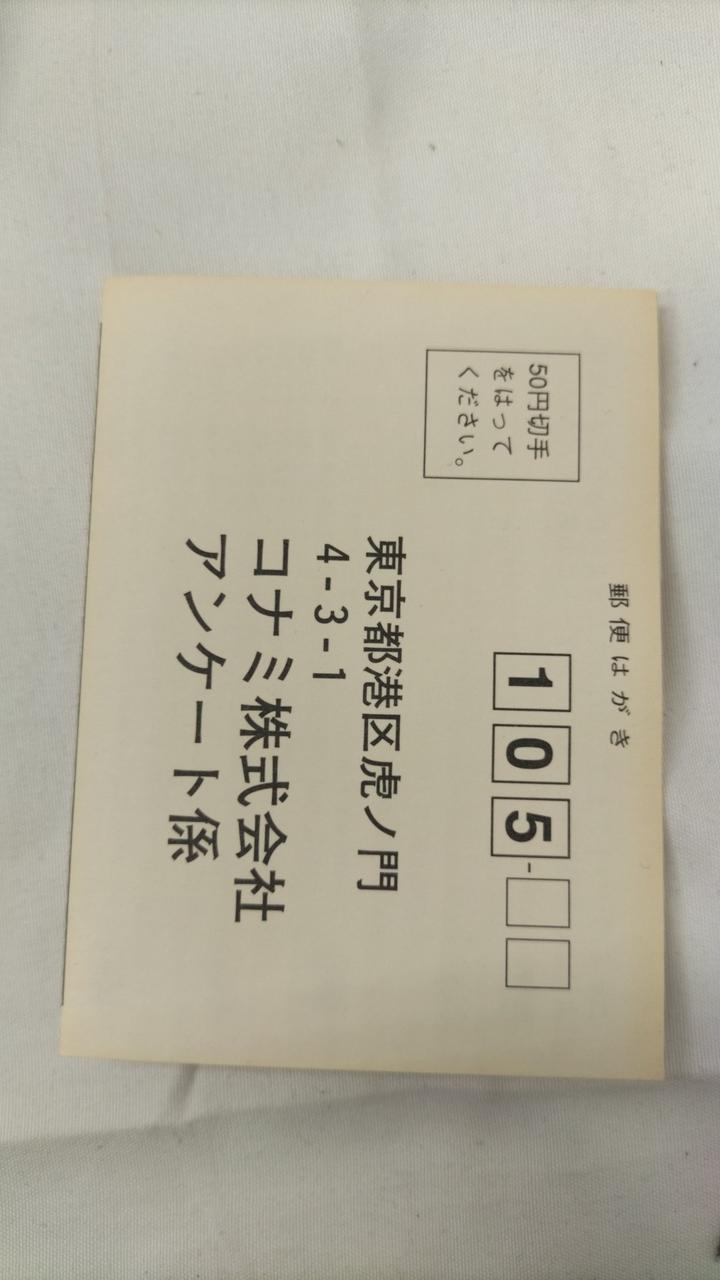 郵便はがき
105-
50円切手
をはって
ください。
東京都港区虎ノ門
4-3-1
コナミ株式会社
アンケート係